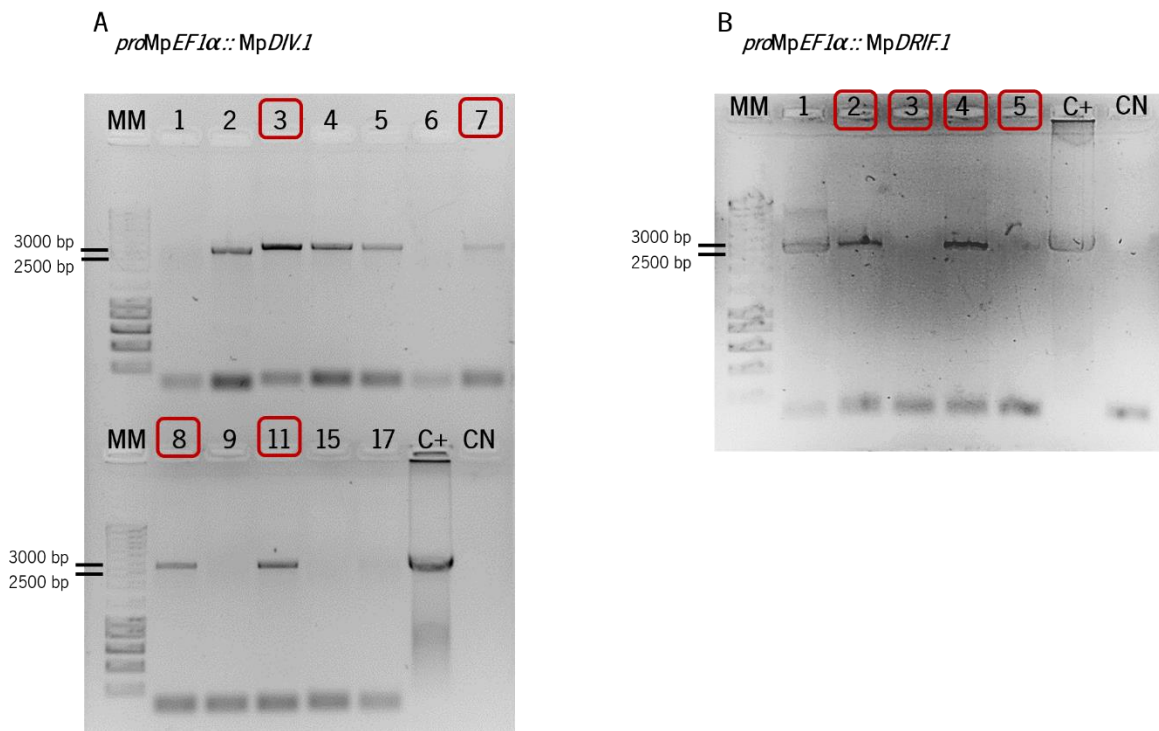 A
proMpEF1α:: MpDIV.1
MM 1 2 3 4 5 6 7
3000 bp
2500 bp
MM 8 9 11 15 17 C+ CN
3000 bp
2500 bp
B
proMpEF1α:: MpDRIF.1
MM 1 2 3 4 5 C+ CN
3000 bp
2500 bp